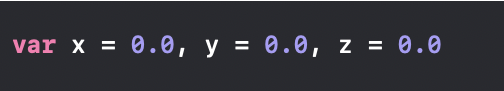 var x = 0.0, y = 0.0, z = 0.0